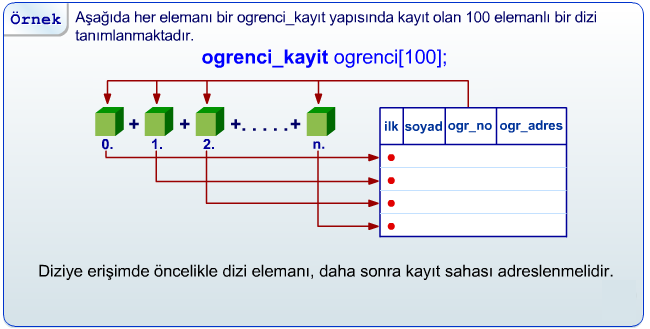 Örnek
Aşağıda her elemanı bir ogrenci_kayıt yapısında kayıt olan 100 elemanlı bir dizi
tanımlanmaktadır.
ogrenci_kayit ogrenci[100];
+ + +.....+
0. 1. 2. n.
ilk soyad ogr_no ogr_adres
Diziye erişimde öncelikle dizi elemanı, daha sonra kayıt sahası adreslenmelidir.